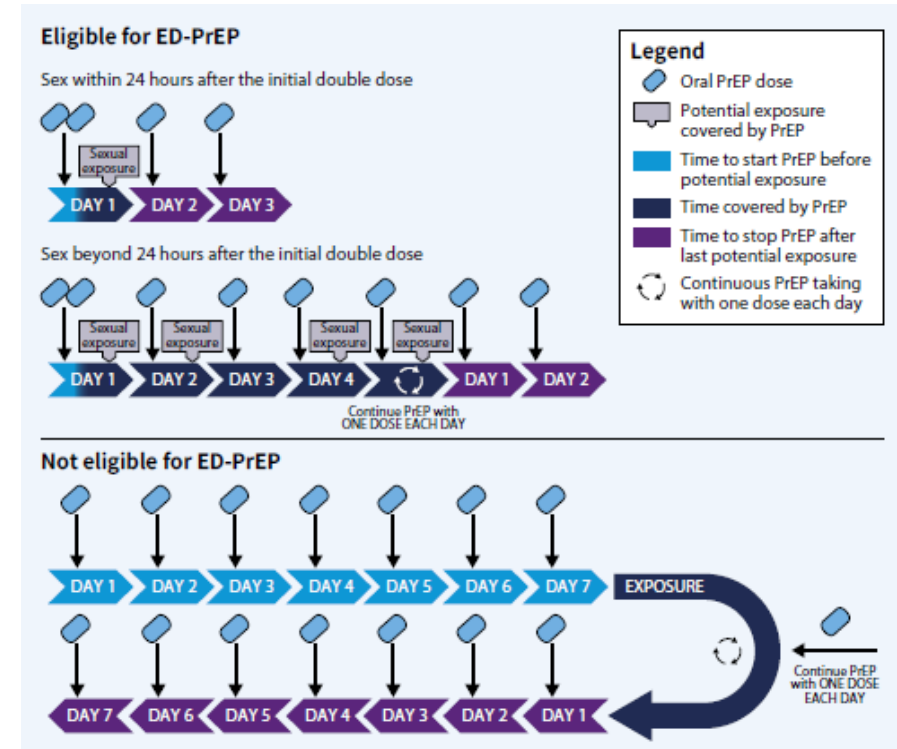 Eligible for ED-PrEP
Sex within 24 hours after the initial double dose
Sexual
exposure
DAY 1
DAY 2
DAY 3
Sex beyond 24 hours after the initial double dose
Sexual
exposure
Sexual
exposure
Sexual
exposure
Sexual
exposure
DAY 1
DAY 2
DAY 3
DAY 4
DAY 1
DAY 2
Continue PrEP with
ONE DOSE EACH DAY
Legend
Oral PrEP dose
Potential exposure
covered by PrEP
Time to start PrEP before
potential exposure
Time covered by PrEP
Time to stop PrEP after
last potential exposure
Continuous PrEP taking
with one dose each day
Not eligible for ED-PrEP
DAY 1
DAY 2
DAY 3
DAY 4
DAY 5
DAY 6
DAY 7
EXPOSURE
Continue PrEP
with ONE DOSE
EACH DAY
DAY 7
DAY 6
DAY 5
DAY 4
DAY 3
DAY 2
DAY 1